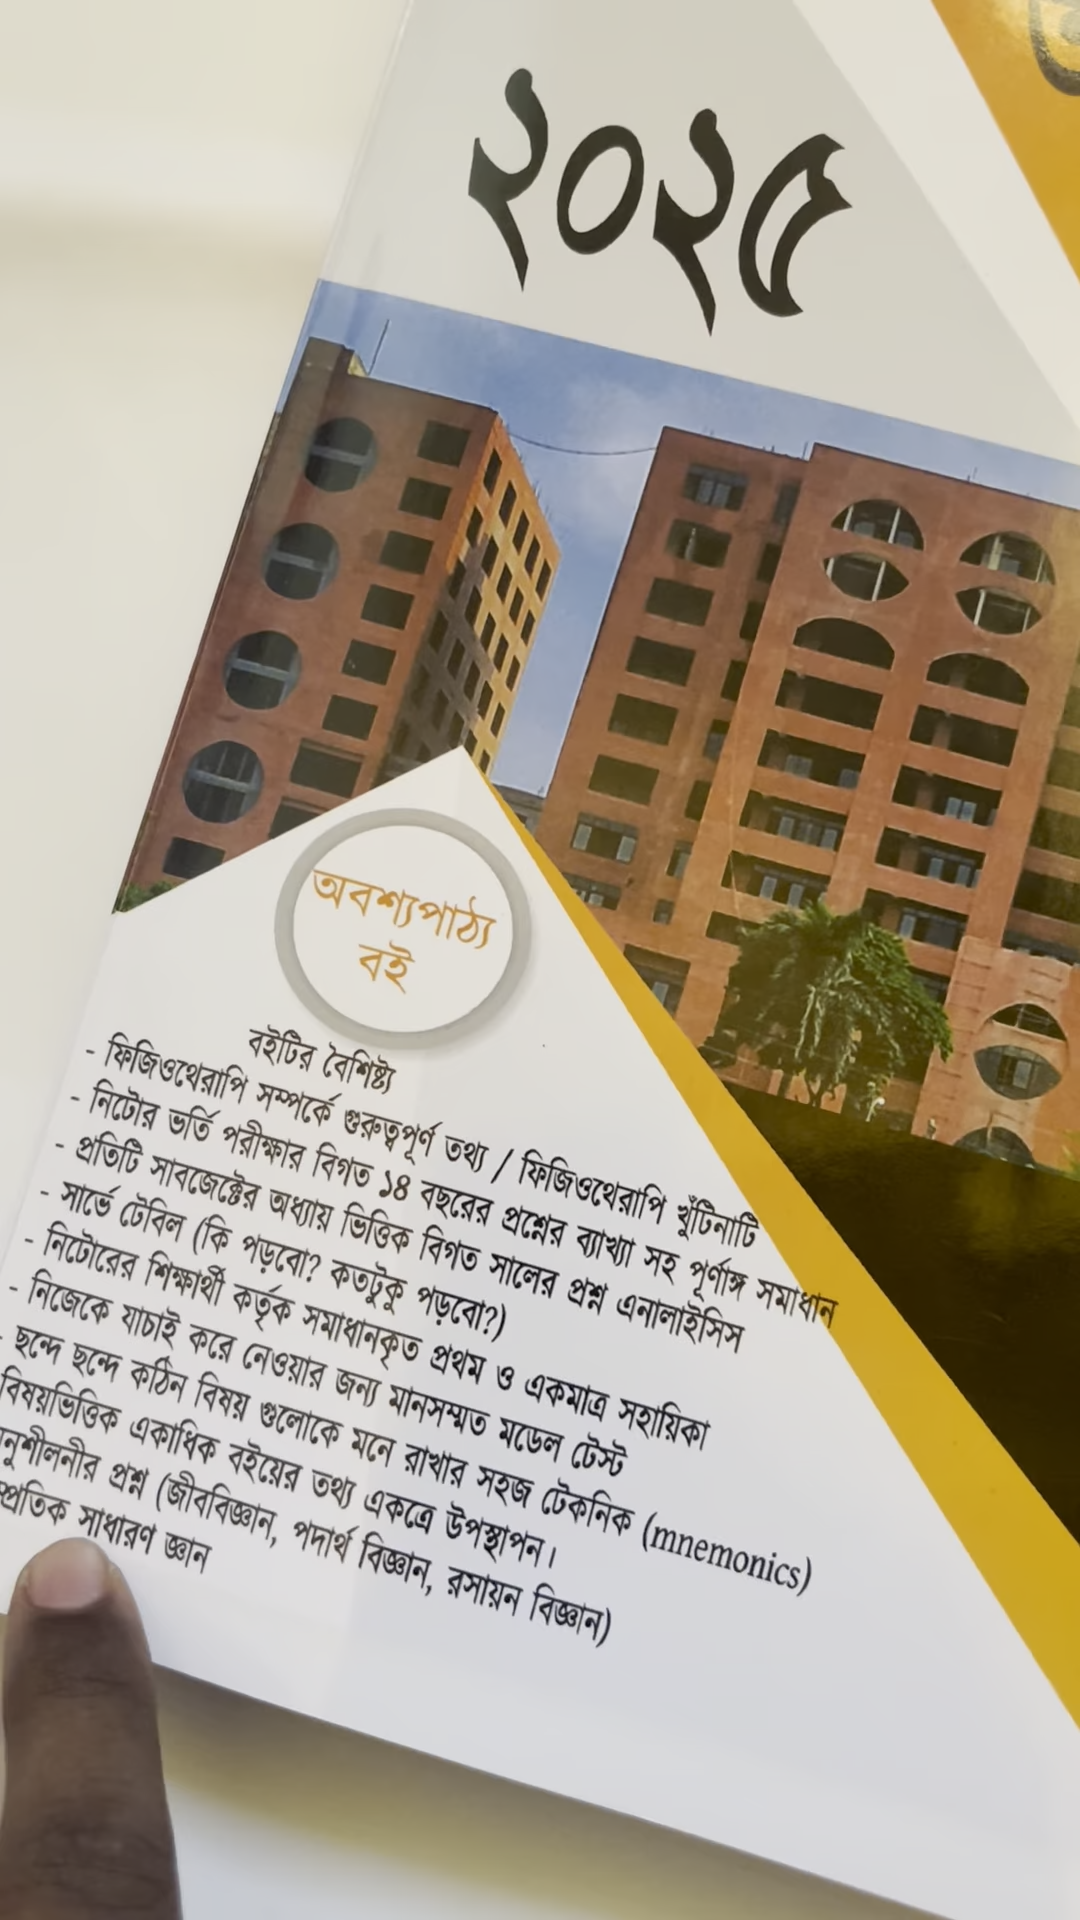 ২০২৫
অবশ্যপাঠ্য
বই
বইটির বৈশিষ্ট্য
- ফিজিওথেরাপি সম্পর্কে গুরুত্বপূর্ণ তথ্য / ফিজিওথেরাপি খুঁটিনাটি
- নিটোর ভর্তি পরীক্ষার বিগত ১৪ বছরের প্রশ্নের ব্যাখ্যা সহ পূর্ণাঙ্গ সমাধান
- প্রতিটি সাবজেক্টের অধ্যায় ভিত্তিক বিগত সালের প্রশ্ন এনালাইসিস
- সার্ভে টেবিল (কি পড়বো? কতটুকু পড়বো?)
- নিটোরের শিক্ষার্থী কর্তৃক সমাধানকৃত প্রথম ও একমাত্র সহায়িকা
- নিজেকে যাচাই করে নেওয়ার জন্য মানসম্মত মডেল টেস্ট
- ছন্দে ছন্দে কঠিন বিষয় গুলোকে মনে রাখার সহজ টেকনিক (mnemonics)
বিষয়ভিত্তিক একাধিক বইয়ের তথ্য একত্রে উপস্থাপন।
নুশীলনীর প্রশ্ন (জীববিজ্ঞান, পদার্থ বিজ্ঞান, রসায়ন বিজ্ঞান)
ম্প্রতিক সাধারণ জ্ঞান